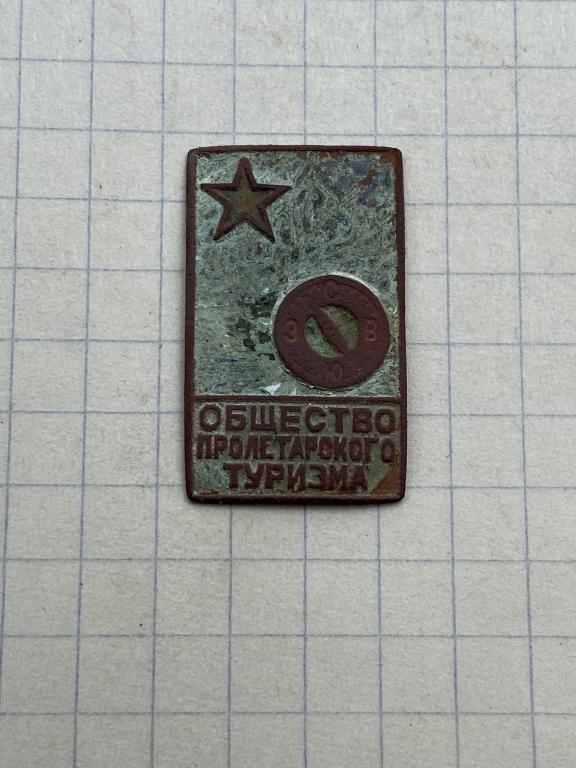 С
З В
Ю
ОБЩЕСТВО
ПРОЛЕТАРСКОГО
ТУРИЗМА